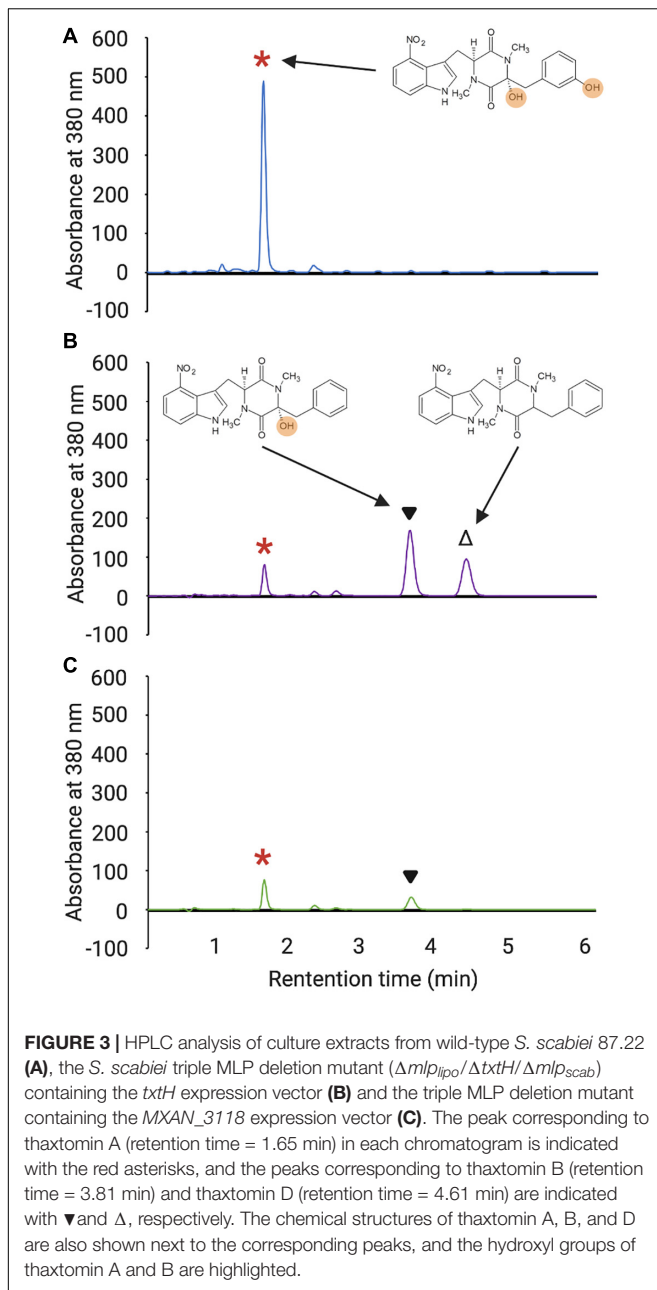 A
600
500
400
300
200
100
0
-100
Absorbance at 380 nm
*
NO₂
H
O
CH₃
N
N
H₃C
O
OH
OH
N
H
B
600
500
400
300
200
100
0
-100
Absorbance at 380 nm
NO₂
H
O
CH₃
N
N
H₃C
O
OH
N
H
NO₂
H
O
CH₃
N
N
H₃C
O
N
H
*
▼
Δ
C
600
500
400
300
200
100
0
-100
Absorbance at 380 nm
*
▼
1 2 3 4 5 6
Rentention time (min)
FIGURE 3 | HPLC analysis of culture extracts from wild-type S. scabiei 87.22
(A), the S. scabiei triple MLP deletion mutant (Δmlplipo/ΔtxtH/Δmlpscab)
containing the txtH expression vector (B) and the triple MLP deletion mutant
containing the MXAN_3118 expression vector (C). The peak corresponding to
thaxtomin A (retention time = 1.65 min) in each chromatogram is indicated
with the red asterisks, and the peaks corresponding to thaxtomin B (retention
time = 3.81 min) and thaxtomin D (retention time = 4.61 min) are indicated
with ▼and Δ, respectively. The chemical structures of thaxtomin A, B, and D
are also shown next to the corresponding peaks, and the hydroxyl groups of
thaxtomin A and B are highlighted.